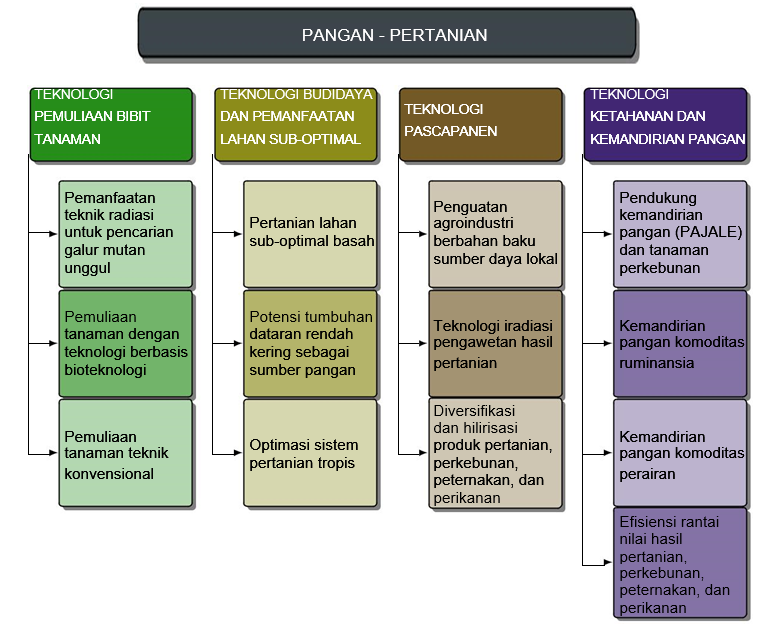 PANGAN - PERTANIAN
TEKNOLOGI
PEMULIAAN BIBIT
TANAMAN
Pemanfaatan
teknik radiasi
untuk pencarian
galur mutan
unggul
Pemuliaan
tanaman dengan
teknologi berbasis
bioteknologi
Pemuliaan
tanaman teknik
konvensional
TEKNOLOGI BUDIDAYA
DAN PEMANFAATAN
LAHAN SUB-OPTIMAL
Pertanian lahan
sub-optimal basah
Potensi tumbuhan
dataran rendah
kering sebagai
sumber pangan
Optimasi sistem
pertanian tropis
TEKNOLOGI
PASCAPANEN
Penguatan
agroindustri
berbahan baku
sumber daya lokal
Teknologi iradiasi
pengawetan hasil
pertanian
Diversifikasi
dan hilirisasi
produk pertanian,
perkebunan,
peternakan, dan
perikanan
TEKNOLOGI
KETAHANAN DAN
KEMANDIRIAN PANGAN
Pendukung
kemandirian
pangan (PAJALE)
dan tanaman
perkebunan
Kemandirian
pangan komoditas
ruminansia
Kemandirian
pangan komoditas
perairan
Efisiensi rantai
nilai hasil
pertanian,
perkebunan,
peternakan, dan
perikanan